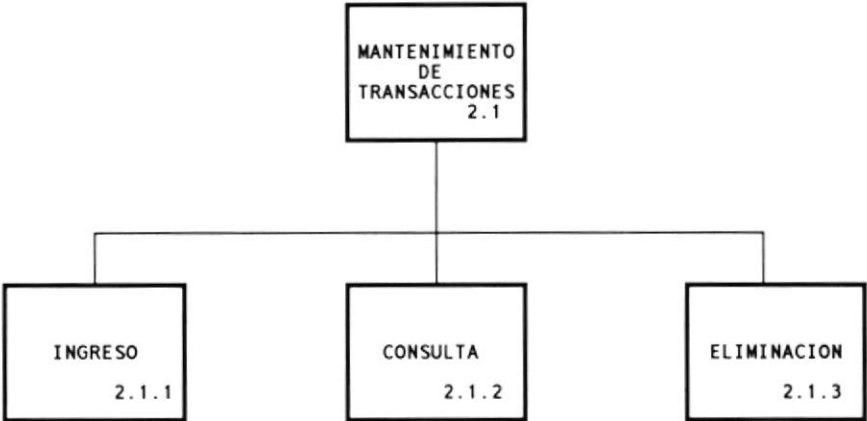 MANTENIMIENTO
DE
TRANSACCIONES
2.1
INGRESO
2.1.1
CONSULTA
2.1.2
ELIMINACION
2.1.3